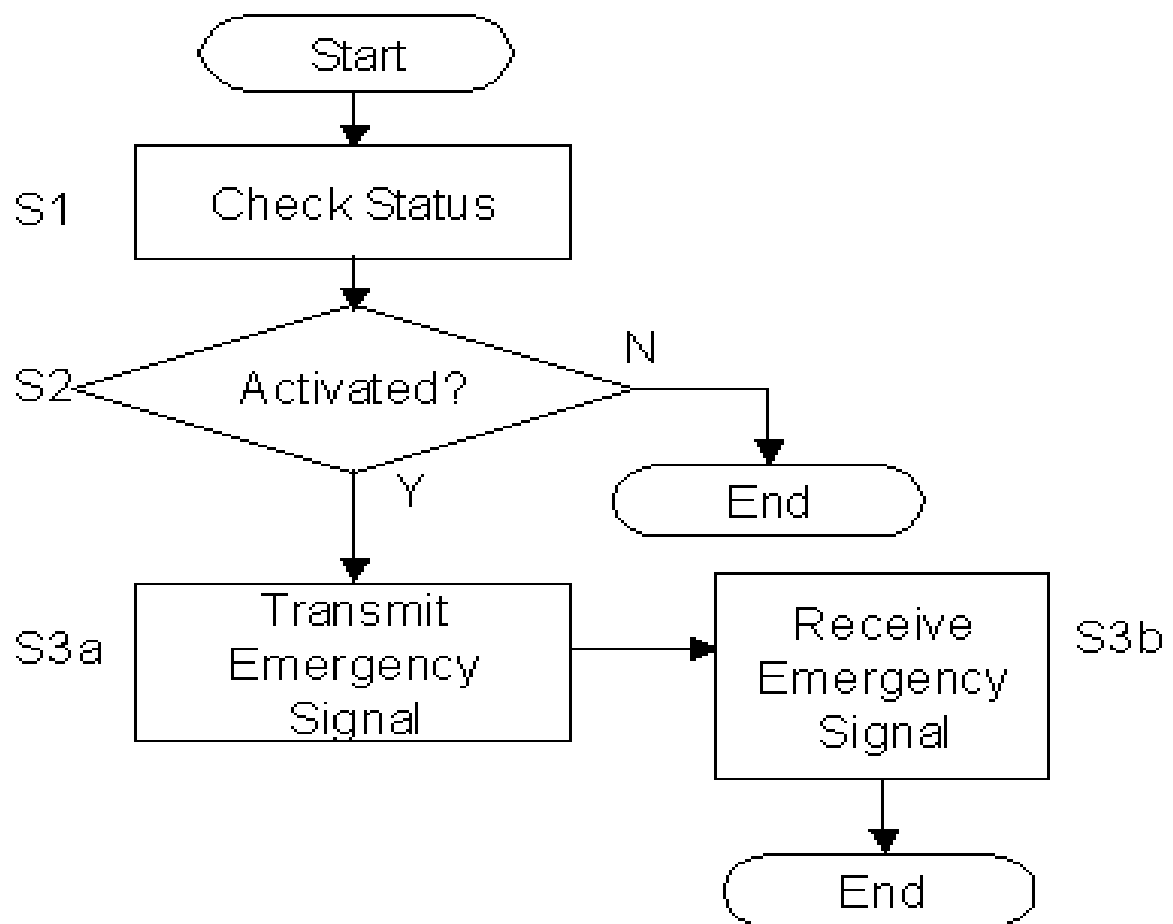 Start
S1
Check Status
S2
Activated?
N
Y
End
S3a
Transmit
Emergency
Signal
Receive
Emergency
Signal
S3b
End